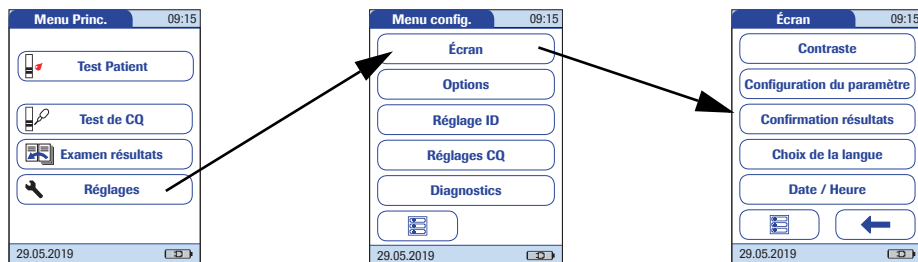 Menu Princ. 09:15
Test Patient
Test de CQ
Examen résultats
Réglages
29.05.2019
Menu config. 09:15
Écran
Options
Réglage ID
Réglages CQ
Diagnostics
29.05.2019
Écran 09:15
Contraste
Configuration du paramètre
Confirmation résultats
Choix de la langue
Date / Heure
29.05.2019